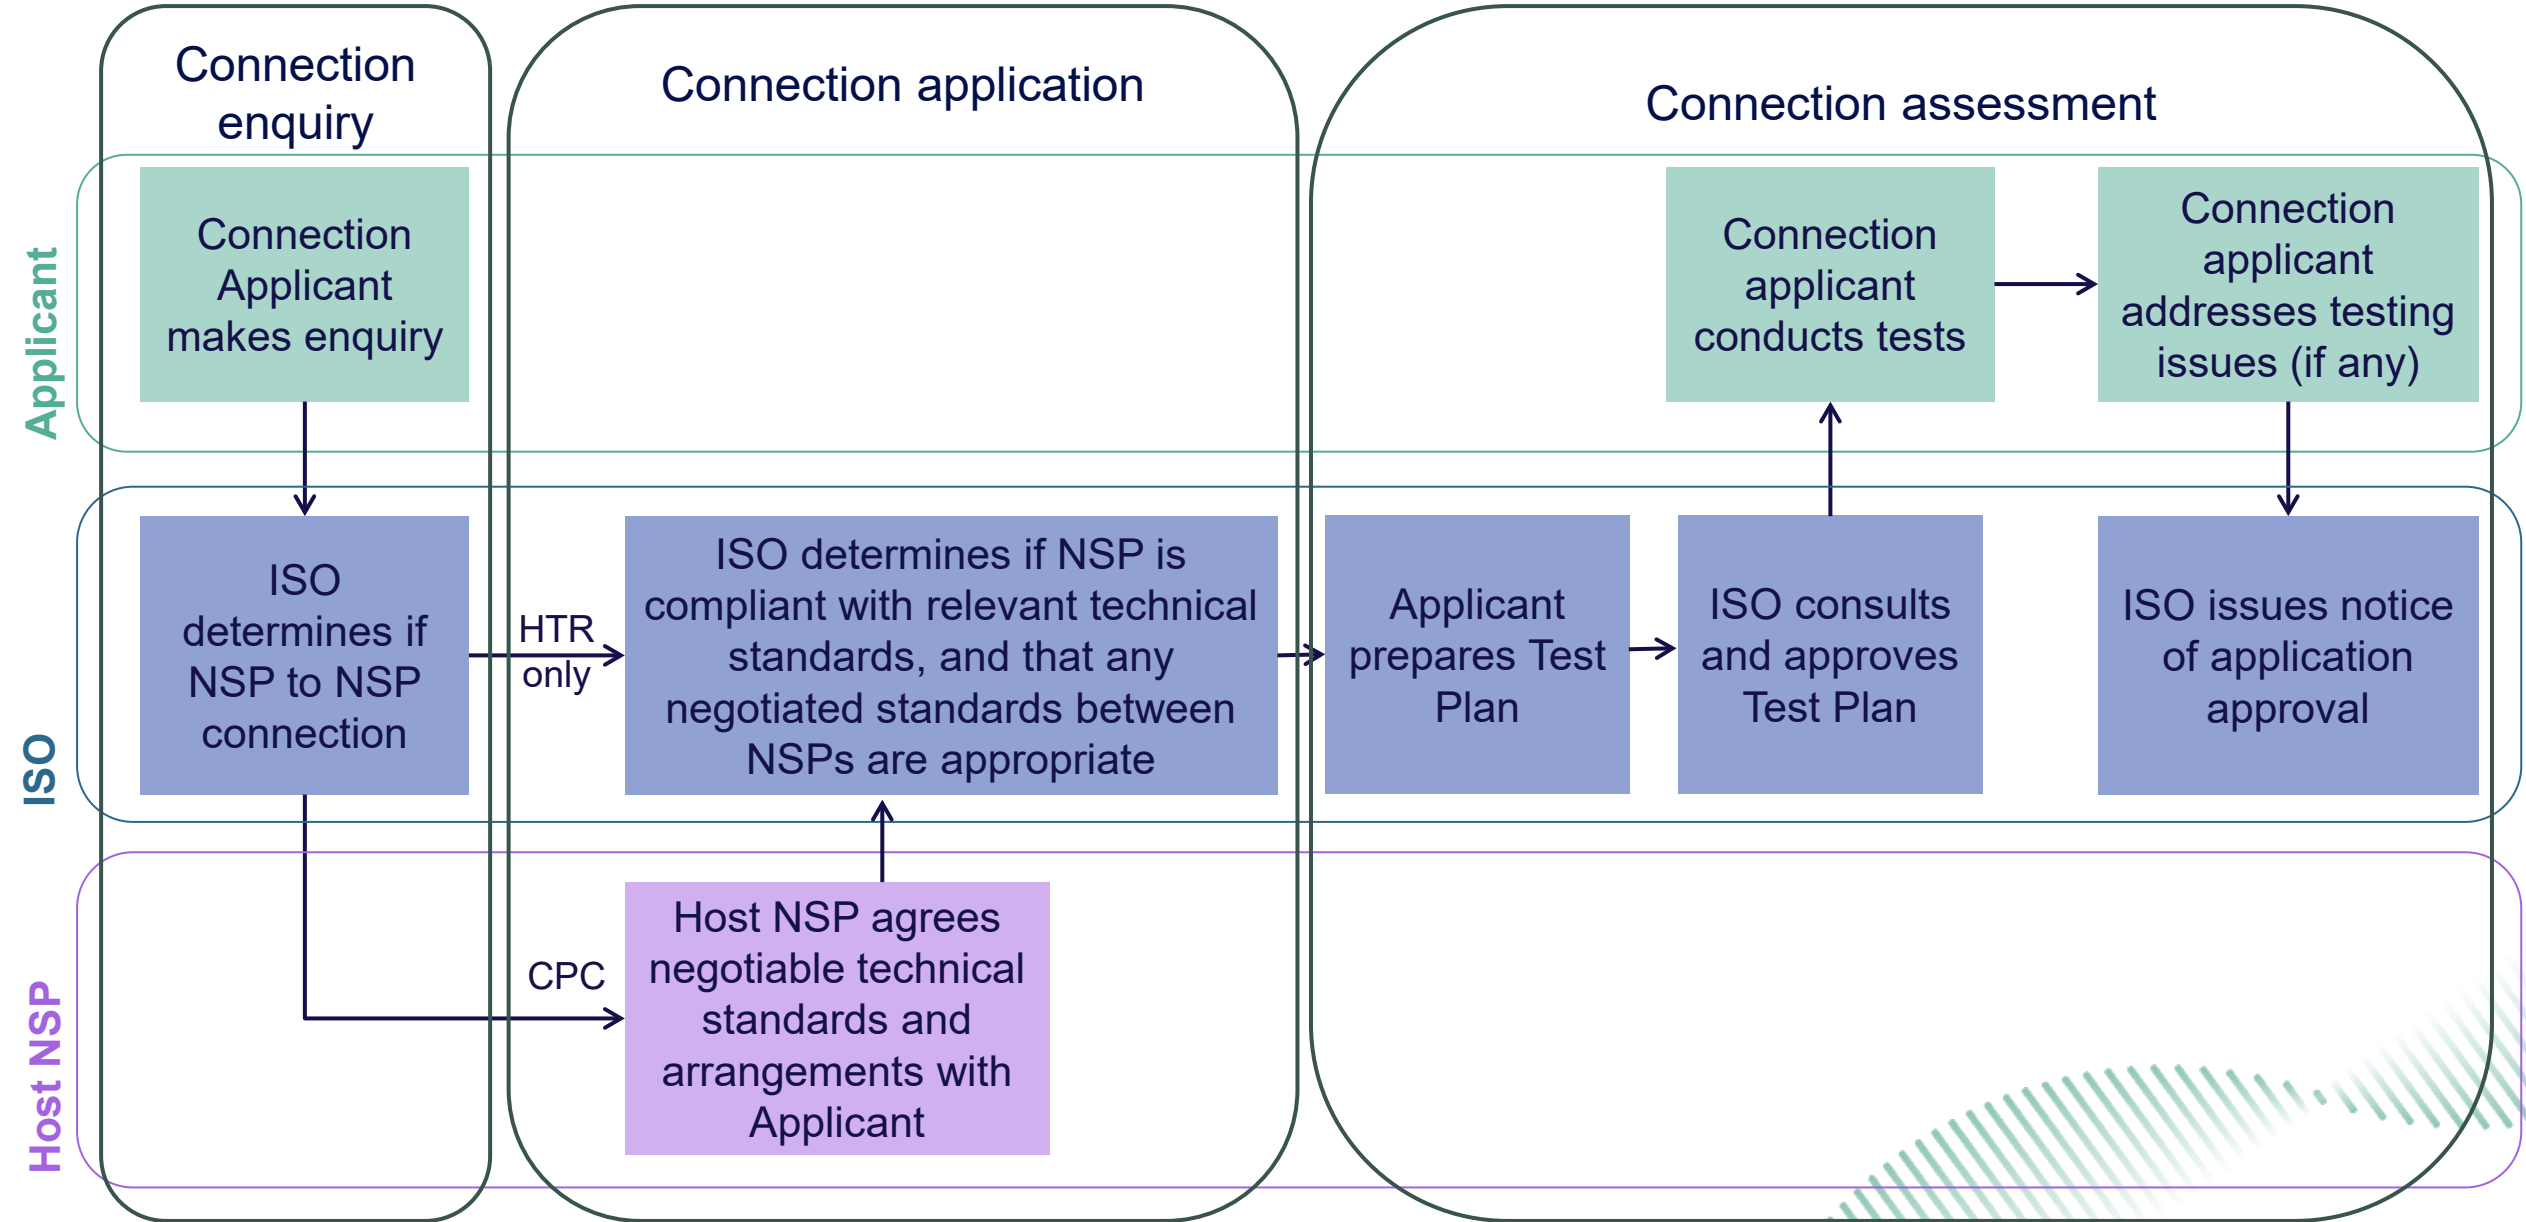 Connection
enquiry
Connection application
Connection assessment
Applicant
Connection
Applicant
makes enquiry
Connection
applicant
conducts tests
Connection
applicant
addresses testing
issues (if any)
ISO
ISO
determines if
NSP to NSP
connection
HTR
only
ISO determines if NSP is
compliant with relevant technical
standards, and that any
negotiated standards between
NSPs are appropriate
Applicant
prepares Test
Plan
ISO consults
and approves
Test Plan
ISO issues notice
of application
approval
Host NSP
CPC
Host NSP agrees
negotiable technical
standards and
arrangements with
Applicant